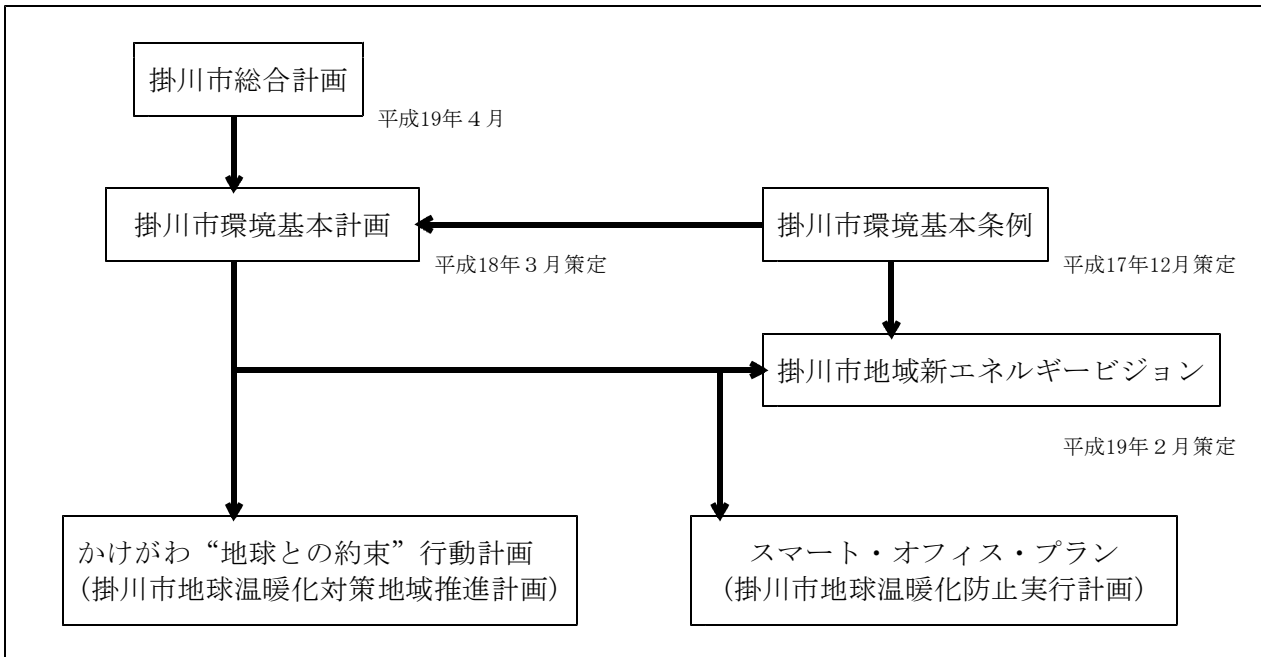 掛川市総合計画
平成19年４月
掛川市環境基本計画
掛川市環境基本条例
平成18年３月策定
平成17年12月策定
掛川市地域新エネルギービジョン
平成19年２月策定
かけがわ“地球との約束”行動計画
（掛川市地球温暖化対策地域推進計画）
スマート・オフィス・プラン
（掛川市地球温暖化防止実行計画）